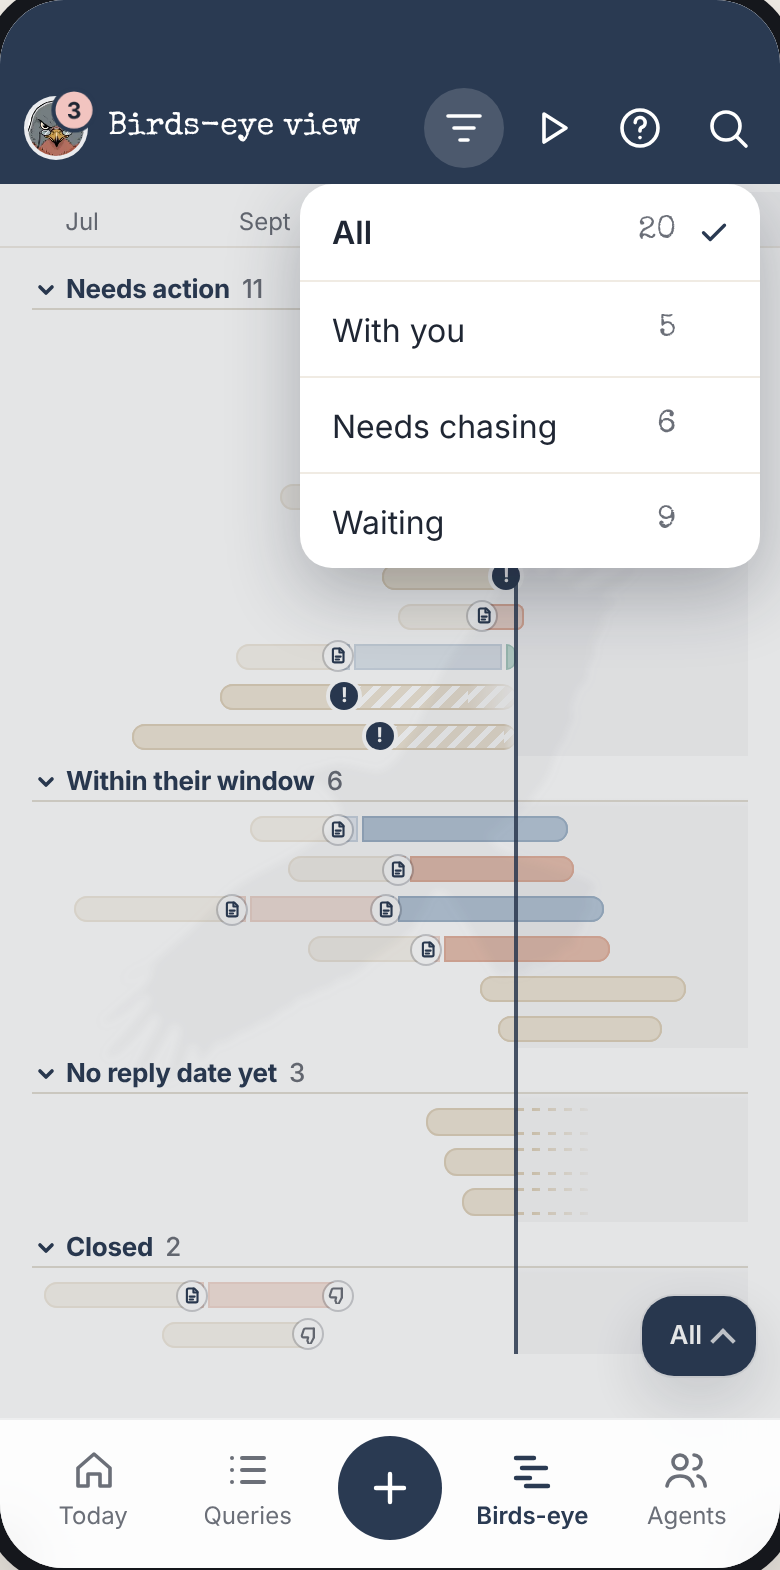 3
Birds-eye view
Jul
Sept
All 20
With you 5
Needs chasing 6
Waiting 9
Needs action 11
!
!
!
Within their window 6
No reply date yet 3
Closed 2
All
Today
Queries
Birds-eye
Agents